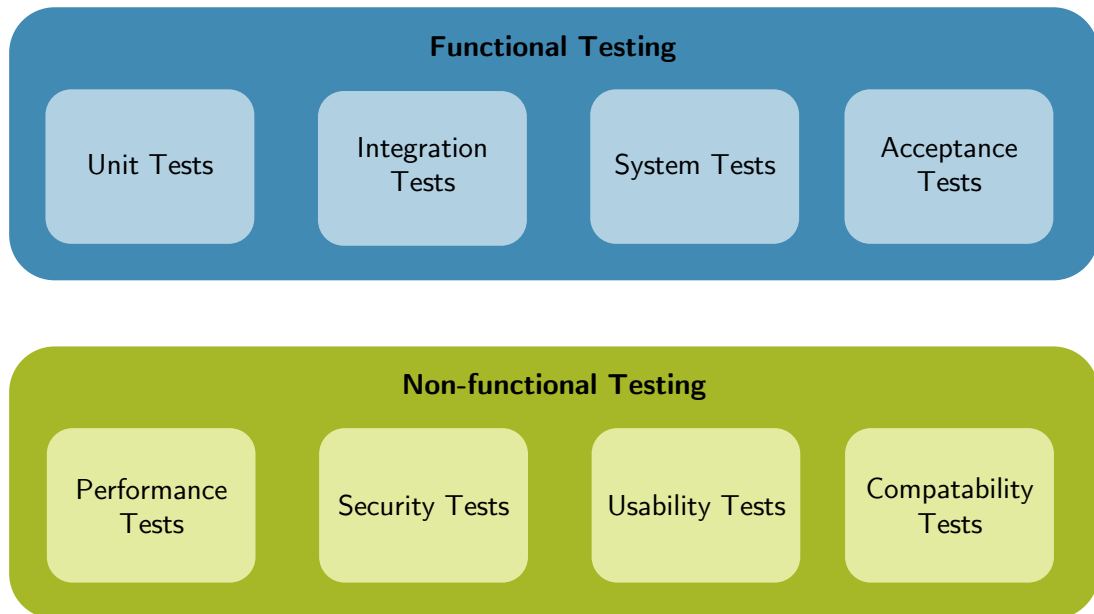 Functional Testing
Unit Tests
Integration
Tests
System Tests
Acceptance
Tests
Non-functional Testing
Performance
Tests
Security Tests
Usability Tests
Compatability
Tests